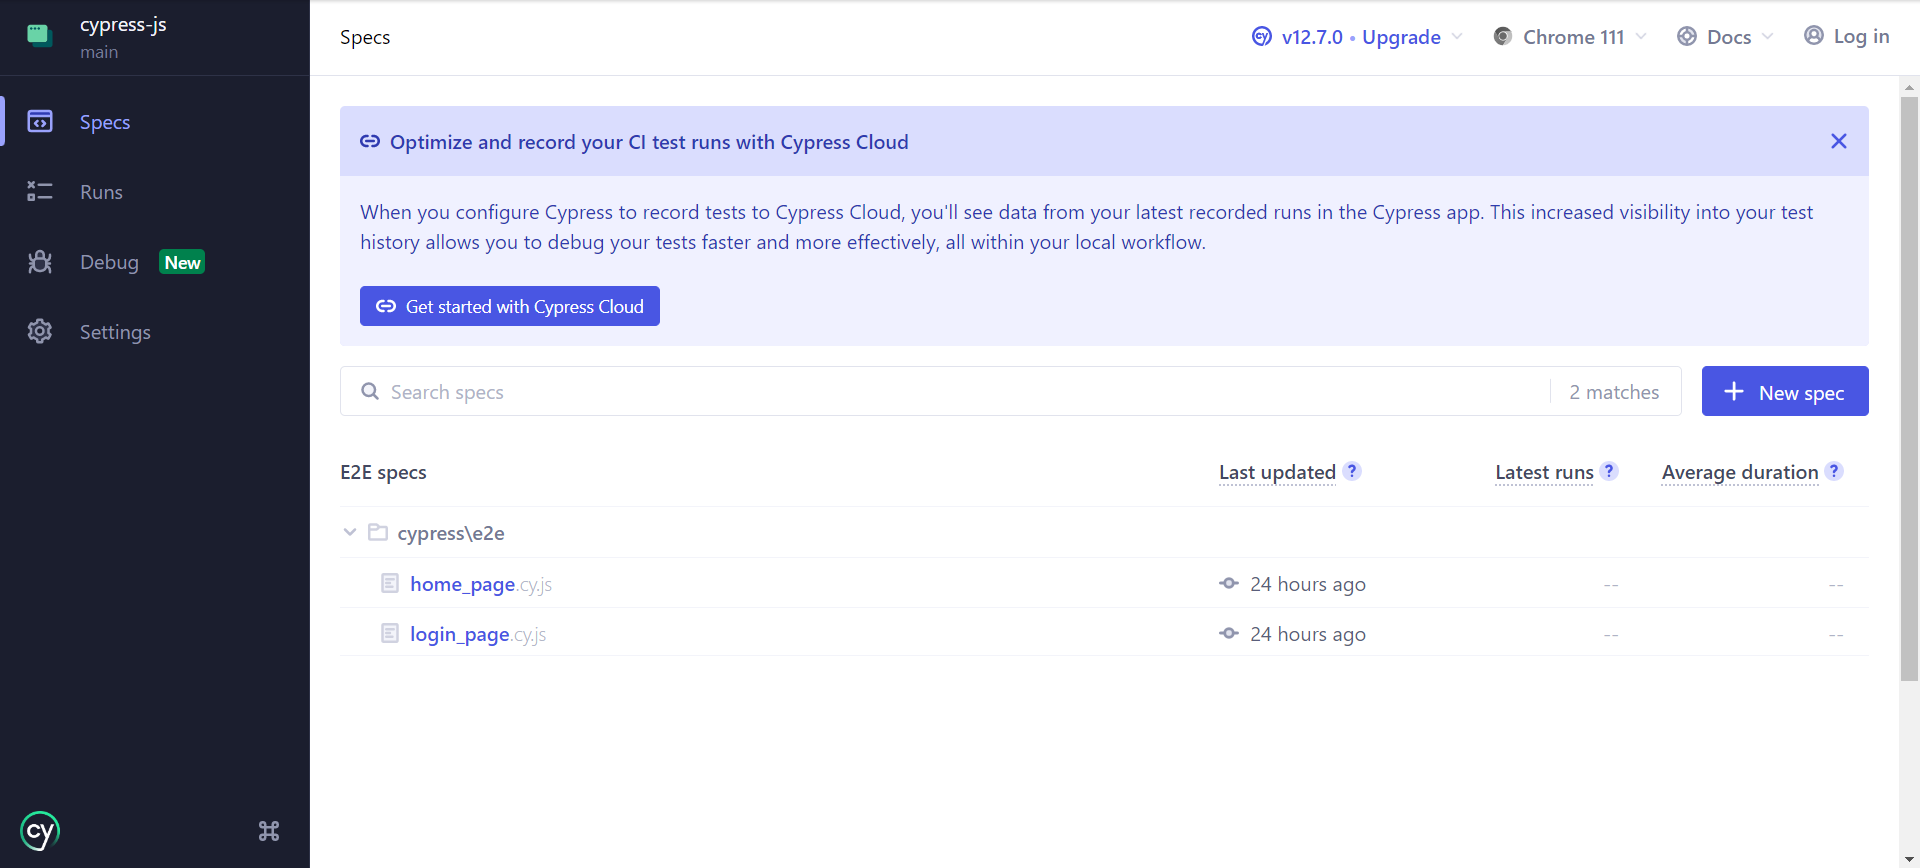 cypress-js
main
Specs
v12.7.0 • Upgrade
Chrome 111
Docs
Log in
Specs
Runs
Debug New
Settings
cy
Optimize and record your CI test runs with Cypress Cloud
When you configure Cypress to record tests to Cypress Cloud, you'll see data from your latest recorded runs in the Cypress app. This increased visibility into your test
history allows you to debug your tests faster and more effectively, all within your local workflow.
Get started with Cypress Cloud
Search specs
2 matches
New spec
E2E specs
Last updated ?
Latest runs ?
Average duration ?
cypress\e2e
home_page.cy.js 24 hours ago -- --
login_page.cy.js 24 hours ago -- --